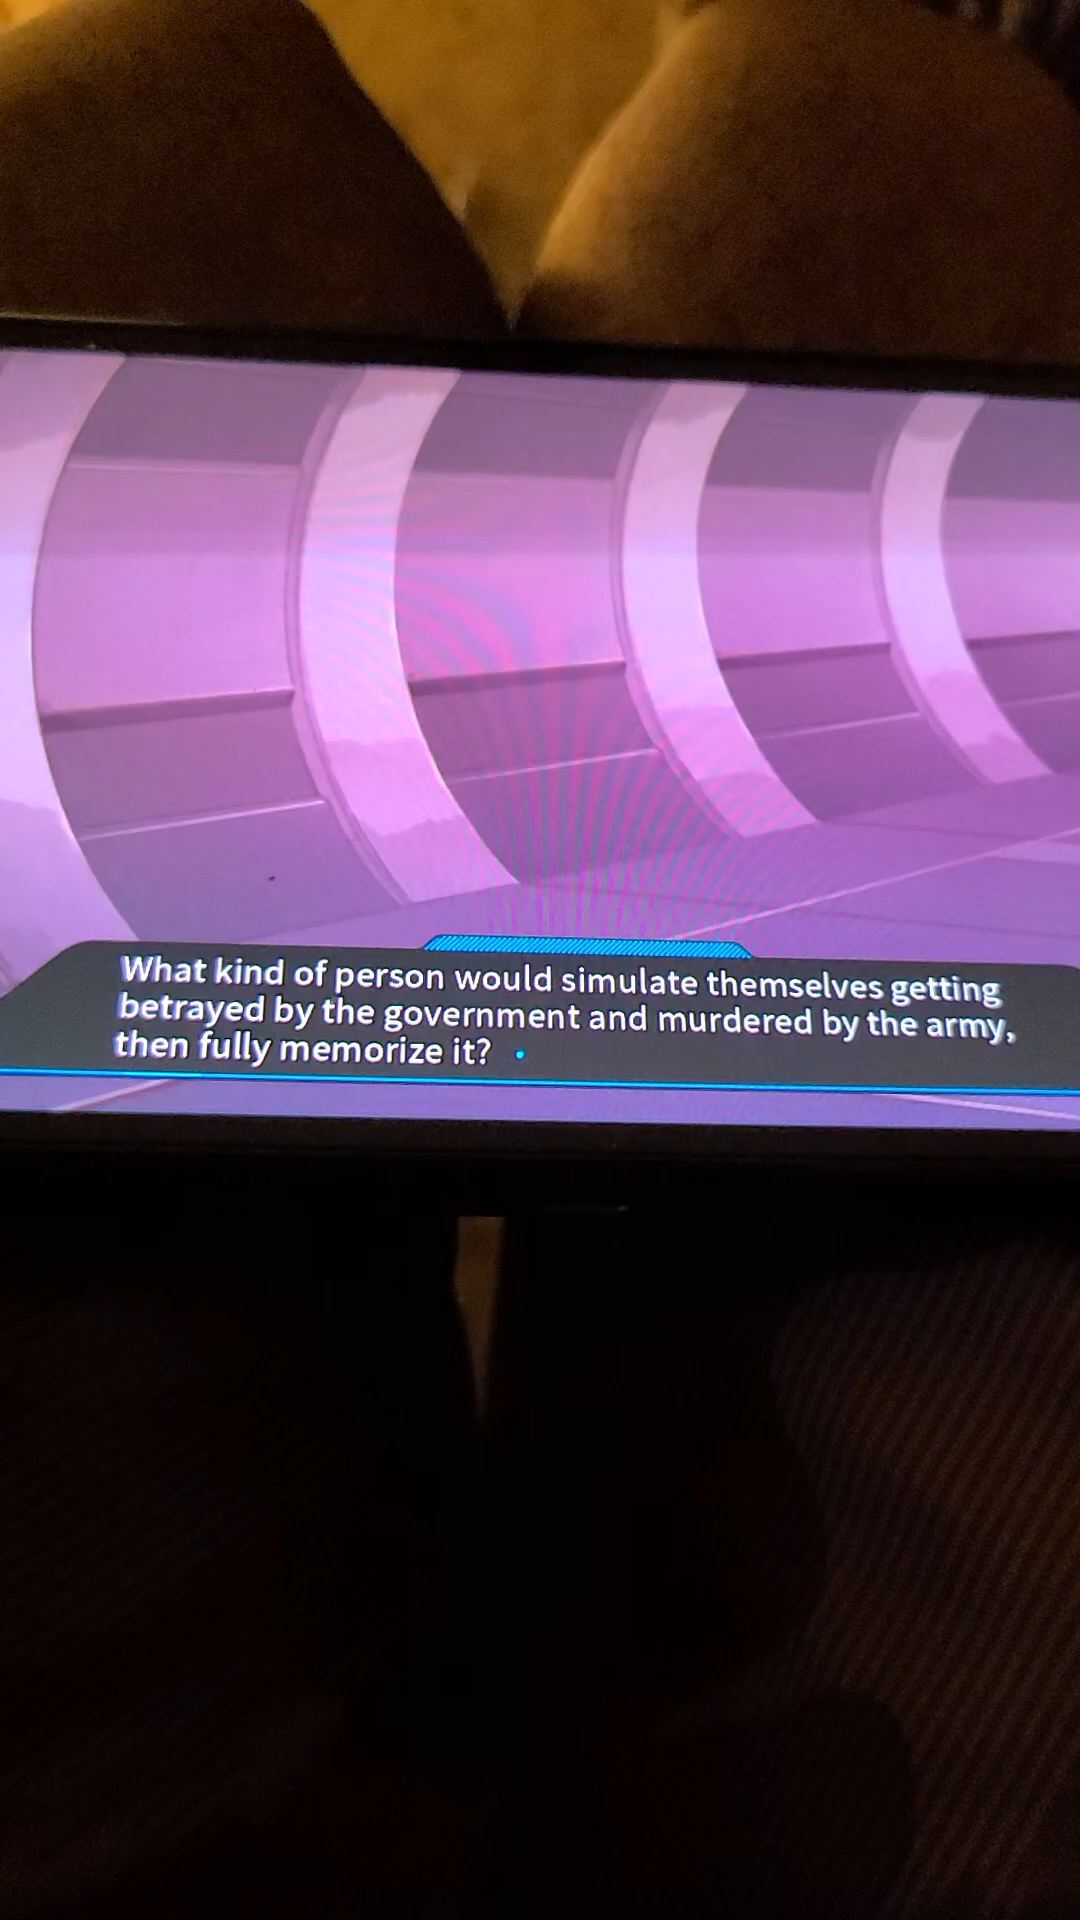 What kind of person would simulate themselves getting
betrayed by the government and murdered by the army,
then fully memorize it?